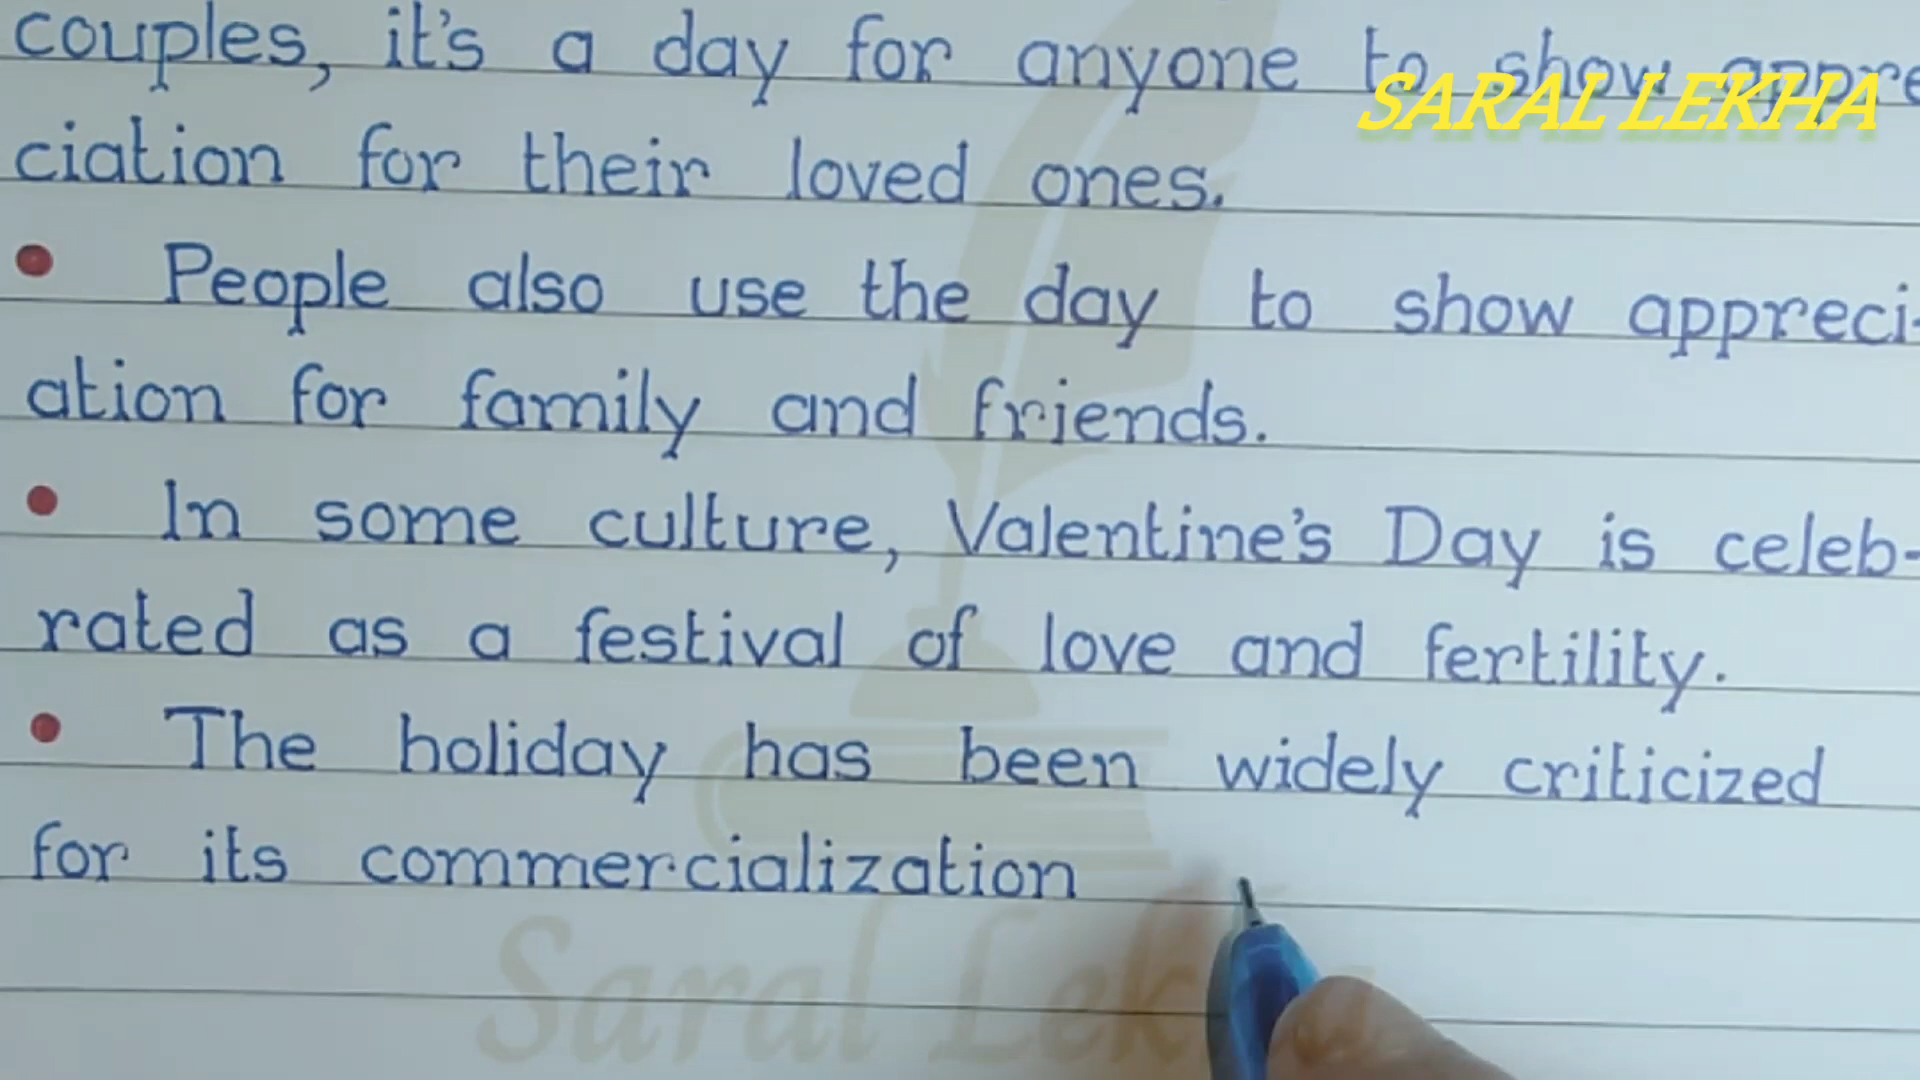 couples, it's a day for anyone to show appre
SARAL LEKHA
ciation for their loved ones.
• People also use the day to show appreci-
ation for family and friends.
• In some culture, Valentine's Day is celeb-
rated as a festival of love and fertility.
• The holiday has been widely criticized
for its commercialization
Saral Lekha